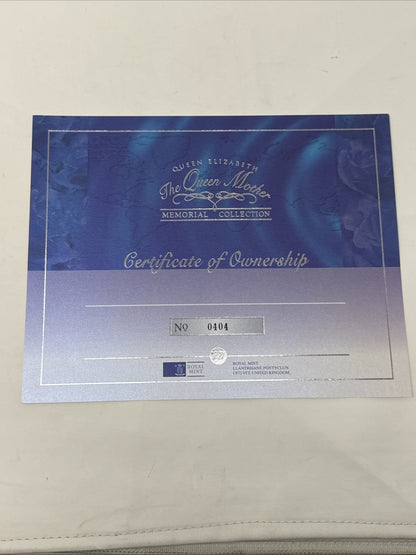 QUEEN ELIZABETH
The Queen Mother
MEMORIAL COLLECTION
Certificate of Ownership
No 0404
ROYAL MINT
ROYAL MINT
LLANTRISANT PONTYCLUN
CF72 8YT UNITED KINGDOM